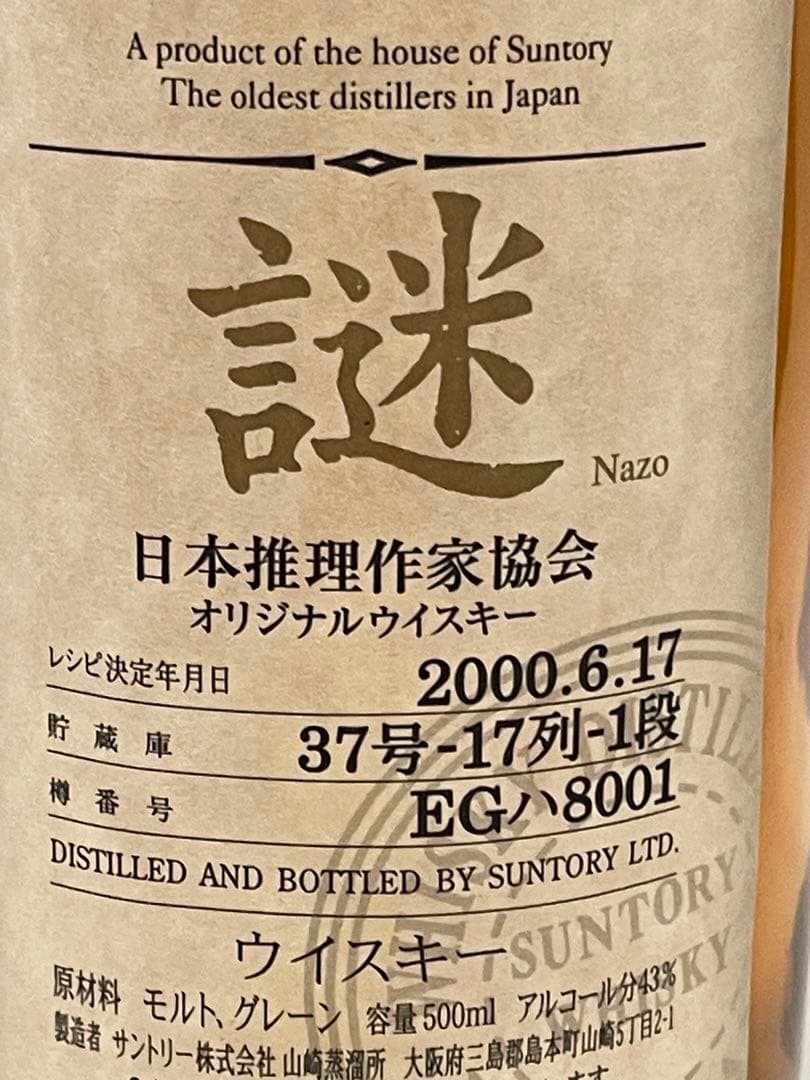 A product of the house of Suntory
The oldest distillers in Japan
謎
Nazo
日本推理作家協会
オリジナルウイスキー
レシピ決定年月日 2000.6.17
貯蔵庫 37号-17列-1段
樽番号 EGハ8001
DISTILLED AND BOTTLED BY SUNTORY LTD.
ウイスキー
原材料 モルト、グレーン 容量 500ml アルコール分43%
製造者 サントリー株式会社 山崎蒸溜所 大阪府三島郡島本町山崎5丁目2-1
SUNTORY
WHISKY